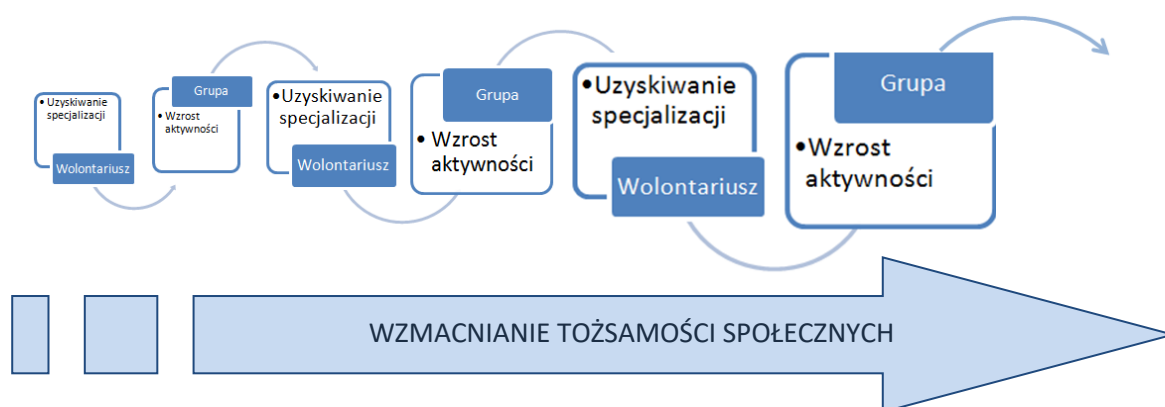 • Uzyskiwanie
specjalizacji
Wolontariusz
Grupa
• Wzrost
aktywności
•Uzyskiwanie
specjalizacji
Wolontariusz
Grupa
• Wzrost
aktywności
•Uzyskiwanie
specjalizacji
Wolontariusz
Grupa
•Wzrost
aktywności
WZMACNIANIE TOŻSAMOŚCI SPOŁECZNYCH